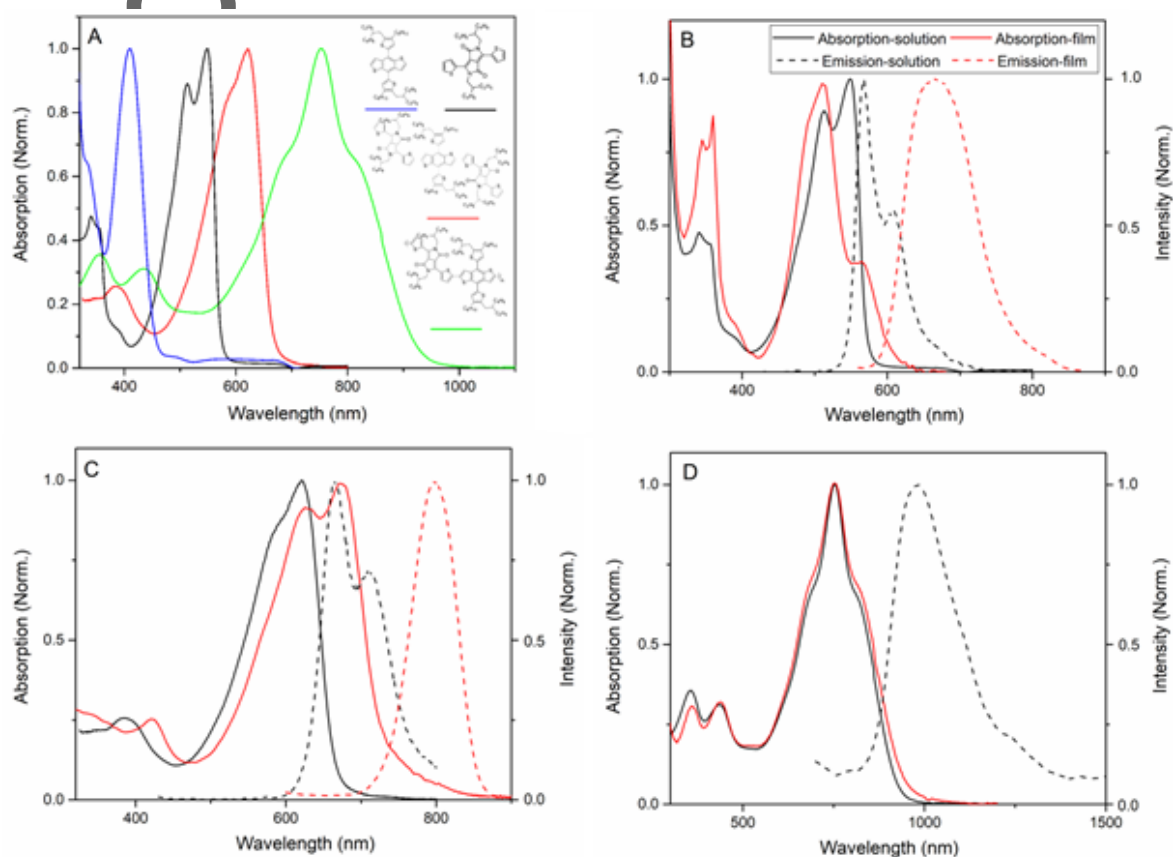 A
Absorption (Norm.)
1.0
0.8
0.6
0.4
0.2
0.0
400 600 800 1000
Wavelength (nm)
B
Absorption-solution Absorption-film
Emission-solution Emission-film
Absorption (Norm.)
1.0
0.5
0.0
400 600 800
Wavelength (nm)
1.0
0.5
0.0
Intensity (Norm.)
C
Absorption (Norm.)
1.0
0.5
0.0
400 600 800
Wavelength (nm)
1.0
0.5
0.0
Intensity (Norm.)
D
Absorption (Norm.)
1.0
0.5
0.0
500 1000 1500
Wavelength (nm)
1.0
0.5
0.0
Intensity (Norm.)